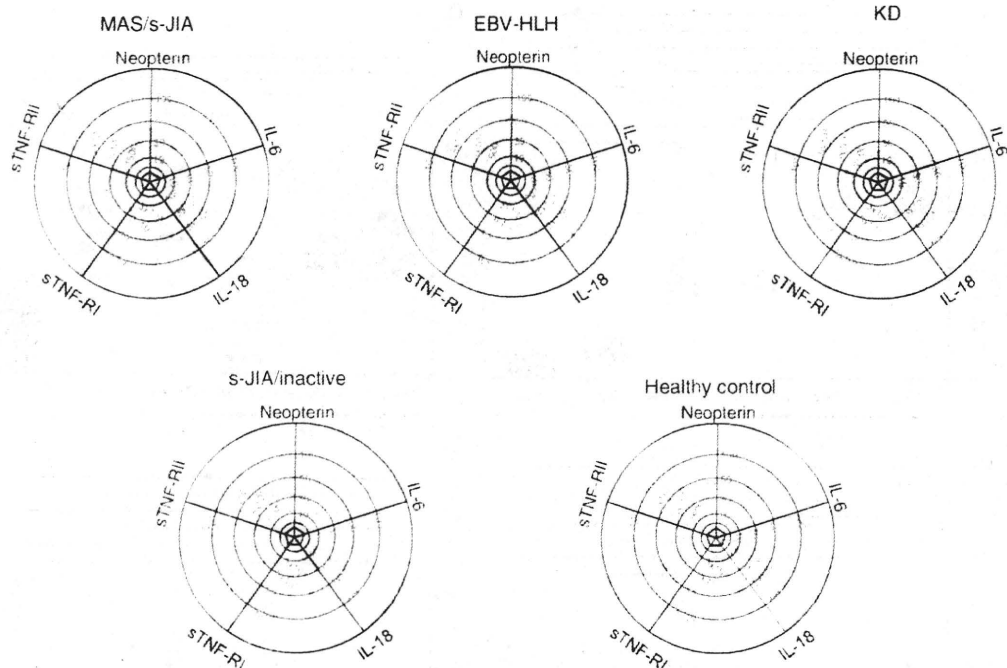 MAS/s-JIA
Neopterin
IL-6
IL-18
sTNF-RI
sTNF-RII
EBV-HLH
Neopterin
IL-6
IL-18
sTNF-RI
sTNF-RII
KD
Neopterin
IL-6
IL-18
sTNF-RI
sTNF-RII
s-JIA/inactive
Neopterin
IL-6
IL-18
sTNF-RI
sTNF-RII
Healthy control
Neopterin
IL-6
IL-18
sTNF-RI
sTNF-RII